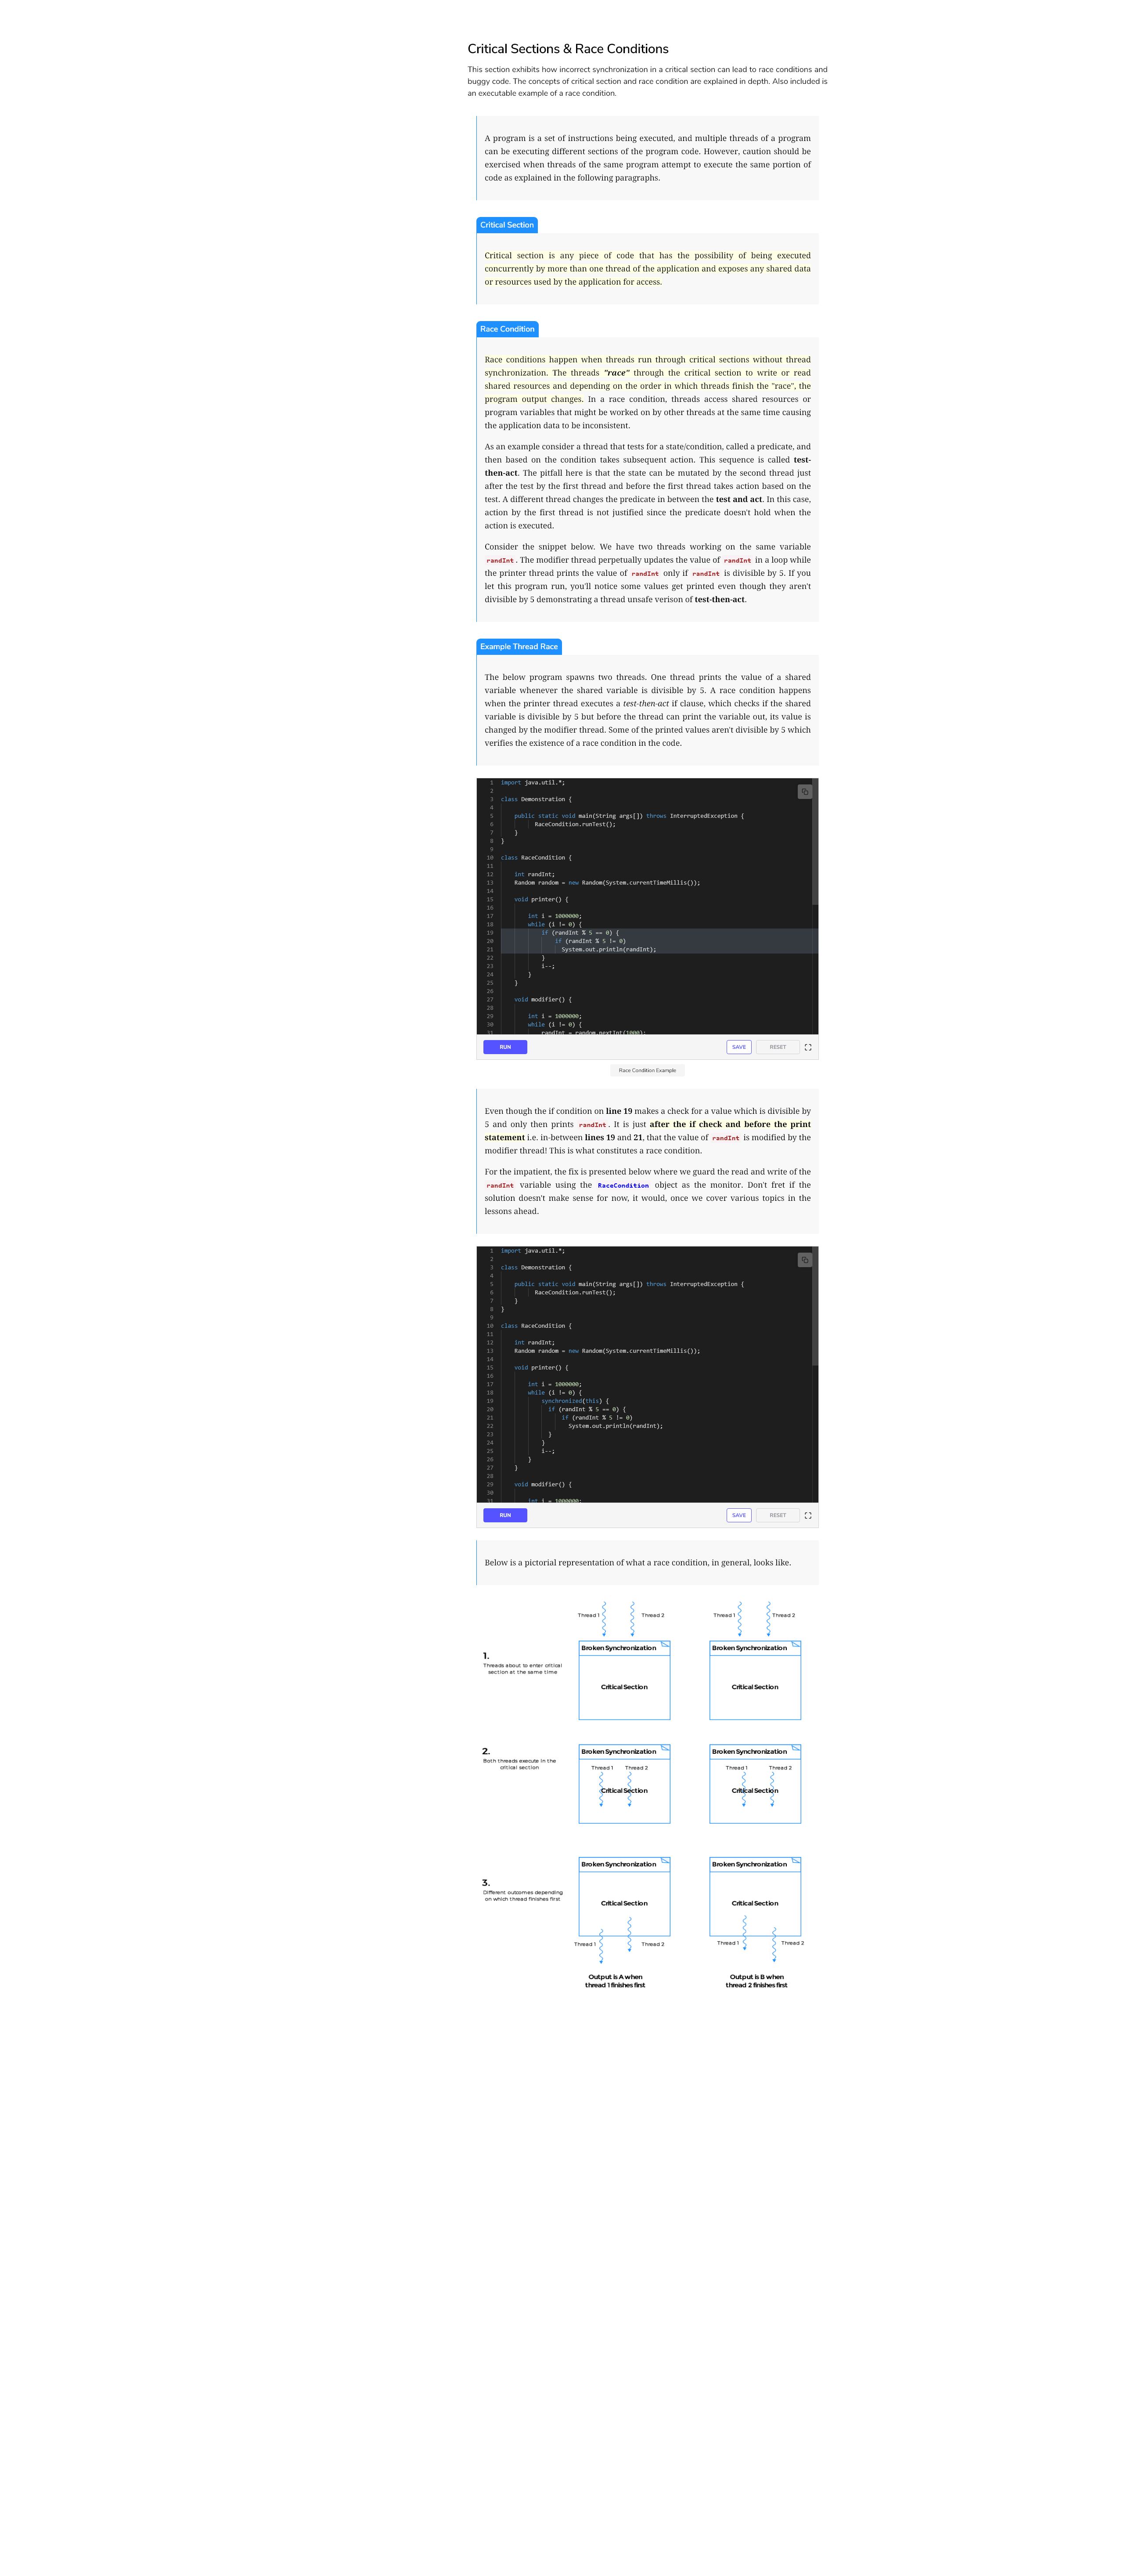 Critical Sections & Race Conditions
This section exhibits how incorrect synchronization in a critical section can lead to race conditions and
buggy code. The concepts of critical section and race condition are explained in depth. Also included is
an executable example of a race condition.
A program is a set of instructions being executed, and multiple threads of a program
can be executing different sections of the program code. However, caution should be
exercised when threads of the same program attempt to execute the same portion of
code as explained in the following paragraphs.
Critical Section
Critical section is any piece of code that has the possibility of being executed
concurrently by more than one thread of the application and exposes any shared data
or resources used by the application for access.
Race Condition
Race conditions happen when threads run through critical sections without thread
synchronization. The threads "race" through the critical section to write or read
shared resources and depending on the order in which threads finish the "race", the
program output changes. In a race condition, threads access shared resources or
program variables that might be worked on by other threads at the same time causing
the application data to be inconsistent.
As an example consider a thread that tests for a state/condition, called a predicate, and
then based on the condition takes subsequent action. This sequence is called test-
then-act. The pitfall here is that the state can be mutated by the second thread just
after the test by the first thread and before the first thread takes action based on the
test. A different thread changes the predicate in between the test and act. In this case,
action by the first thread is not justified since the predicate doesn't hold when the
action is executed.
Consider the snippet below. We have two threads working on the same variable
randInt. The modifier thread perpetually updates the value of randInt in a loop while
the printer thread prints the value of randInt only if randInt is divisible by 5. If you
let this program run, you'll notice some values get printed even though they aren't
divisible by 5 demonstrating a thread unsafe verison of test-then-act.
Example Thread Race
The below program spawns two threads. One thread prints the value of a shared
variable whenever the shared variable is divisible by 5. A race condition happens
when the printer thread executes a test-then-act if clause, which checks if the shared
variable is divisible by 5 but before the thread can print the variable out, its value is
changed by the modifier thread. Some of the printed values aren't divisible by 5 which
verifies the existence of a race condition in the code.
1 import java.util.*;
2
3 class Demonstration {
4
5 public static void main(String args[]) throws InterruptedException {
6 RaceCondition.runTest();
7 }
8 }
9
10 class RaceCondition {
11
12 int randInt;
13 Random random = new Random(System.currentTimeMillis());
14
15 void printer() {
16
17 int i = 1000000;
18 while (i != 0) {
19 if (randInt % 5 == 0) {
20 if (randInt % 5 != 0)
21 System.out.println(randInt);
22 }
23 i--;
24 }
25 }
26
27 void modifier() {
28
29 int i = 1000000;
30 while (i != 0) {
31 randInt = random.nextInt(1000);
RUN SAVE RESET
Race Condition Example
Even though the if condition on line 19 makes a check for a value which is divisible by
5 and only then prints randInt. It is just after the if check and before the print
statement i.e. in-between lines 19 and 21, that the value of randInt is modified by the
modifier thread! This is what constitutes a race condition.
For the impatient, the fix is presented below where we guard the read and write of the
randInt variable using the RaceCondition object as the monitor. Don't fret if the
solution doesn't make sense for now, it would, once we cover various topics in the
lessons ahead.
1 import java.util.*;
2
3 class Demonstration {
4
5 public static void main(String args[]) throws InterruptedException {
6 RaceCondition.runTest();
7 }
8 }
9
10 class RaceCondition {
11
12 int randInt;
13 Random random = new Random(System.currentTimeMillis());
14
15 void printer() {
16
17 int i = 1000000;
18 while (i != 0) {
19 synchronized(this) {
20 if (randInt % 5 == 0) {
21 if (randInt % 5 != 0)
22 System.out.println(randInt);
23 }
24 }
25 i--;
26 }
27 }
28
29 void modifier() {
30
31 int i = 1000000;
RUN SAVE RESET
Below is a pictorial representation of what a race condition, in general, looks like.
Thread 1 Thread 2 Thread 1 Thread 2
Broken Synchronization Broken Synchronization
1.
Threads about to enter critical
section at the same time
Critical Section Critical Section
2.
Both threads execute in the
critical section
Broken Synchronization Broken Synchronization
Thread 1 Thread 2 Thread 1 Thread 2
Critical Section Critical Section
Broken Synchronization Broken Synchronization
3.
Different outcomes depending
on which thread finishes first
Critical Section Critical Section
Thread 1 Thread 2 Thread 1 Thread 2
Output is A when
thread 1 finishes first
Output is B when
thread 2 finishes first